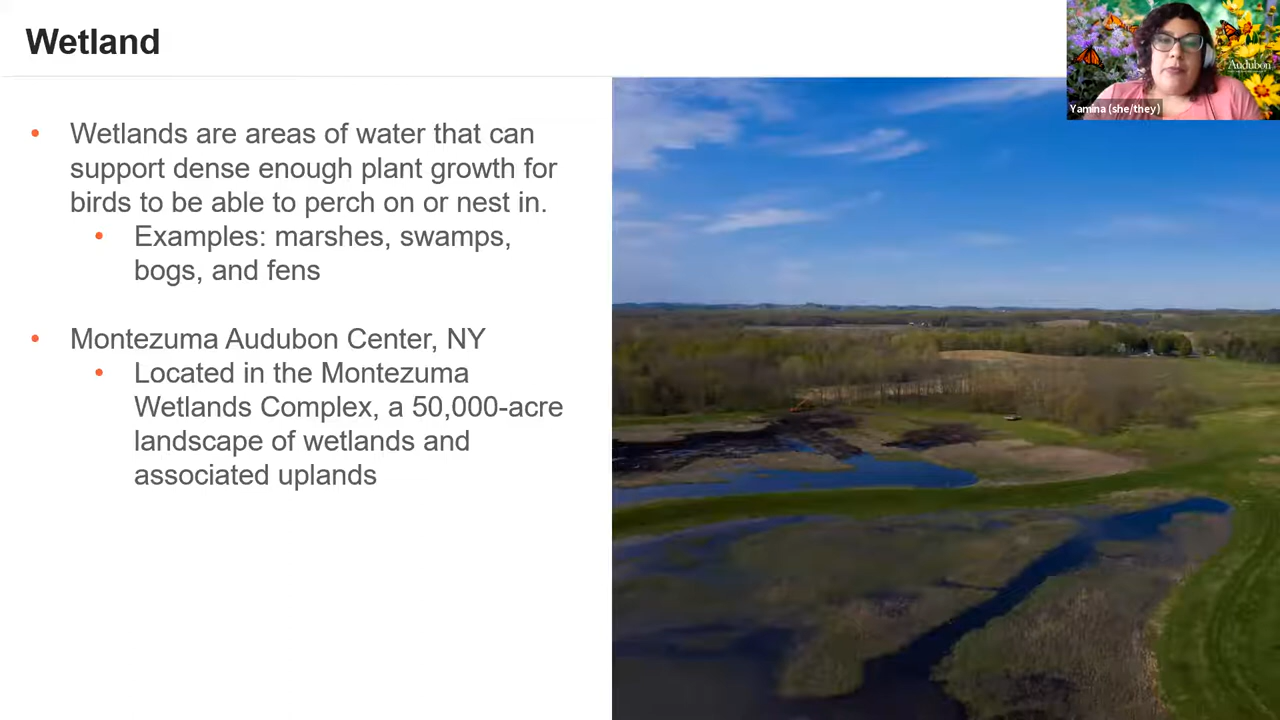 Wetland
Audubon
Yamina (she/they)
• Wetlands are areas of water that can
support dense enough plant growth for
birds to be able to perch on or nest in.
• Examples: marshes, swamps,
bogs, and fens
• Montezuma Audubon Center, NY
• Located in the Montezuma
Wetlands Complex, a 50,000-acre
landscape of wetlands and
associated uplands